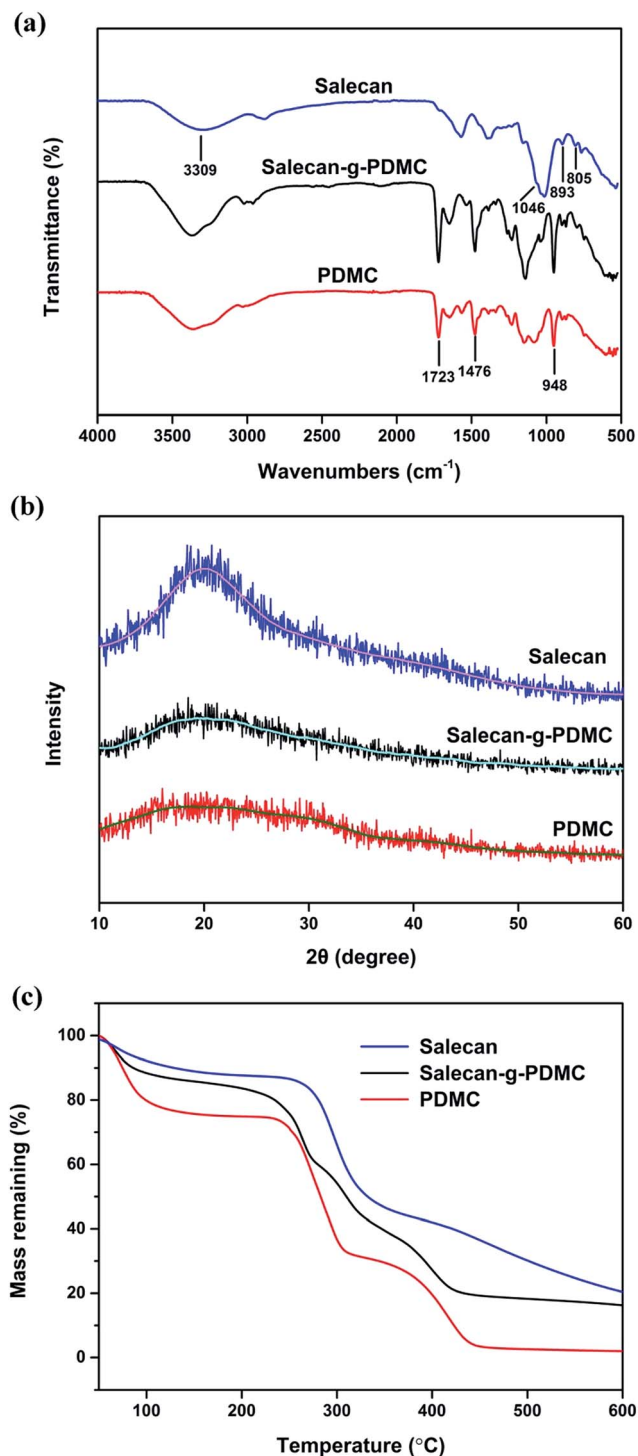 (a)
Salecan
3309
1046 893 805
Salecan-g-PDMC
PDMC
1723 1476 948
Transmittance (%)
4000 3500 3000 2500 2000 1500 1000 500
Wavenumbers (cm⁻¹)
(b)
Salecan
Salecan-g-PDMC
PDMC
Intensity
10 20 30 40 50 60
2θ (degree)
(c)
Salecan
Salecan-g-PDMC
PDMC
Mass remaining (%)
100
80
60
40
20
0
100 200 300 400 500 600
Temperature (°C)